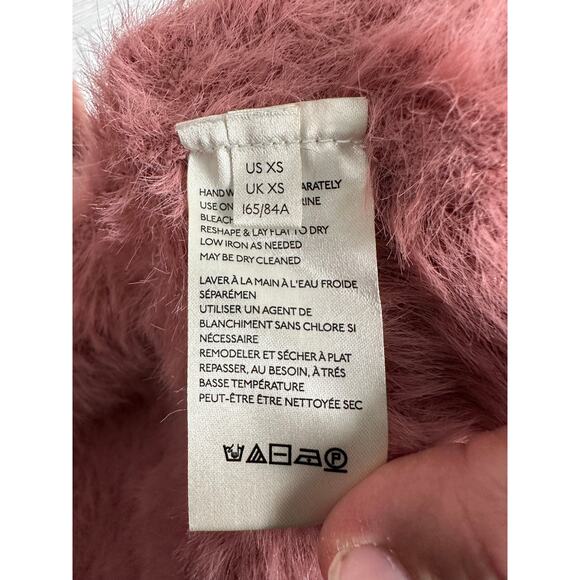 US XS
UK XS
165/84A
HAND W ARATELY
USE ON RINE
BLEACH
RESHAPE & LAY FLAT TO DRY
LOW IRON AS NEEDED
MAY BE DRY CLEANED
LAVER À LA MAIN À L'EAU FROIDE
SÉPARÉMEN
UTILISER UN AGENT DE
BLANCHIMENT SANS CHLORE SI
NÉCESSAIRE
REMODELER ET SÉCHER À PLAT
REPASSER, AU BESOIN, À TRÉS
BASSE TEMPÉRATURE
PEUT-ÊTRE ÊTRE NETTOYÉE SEC
P